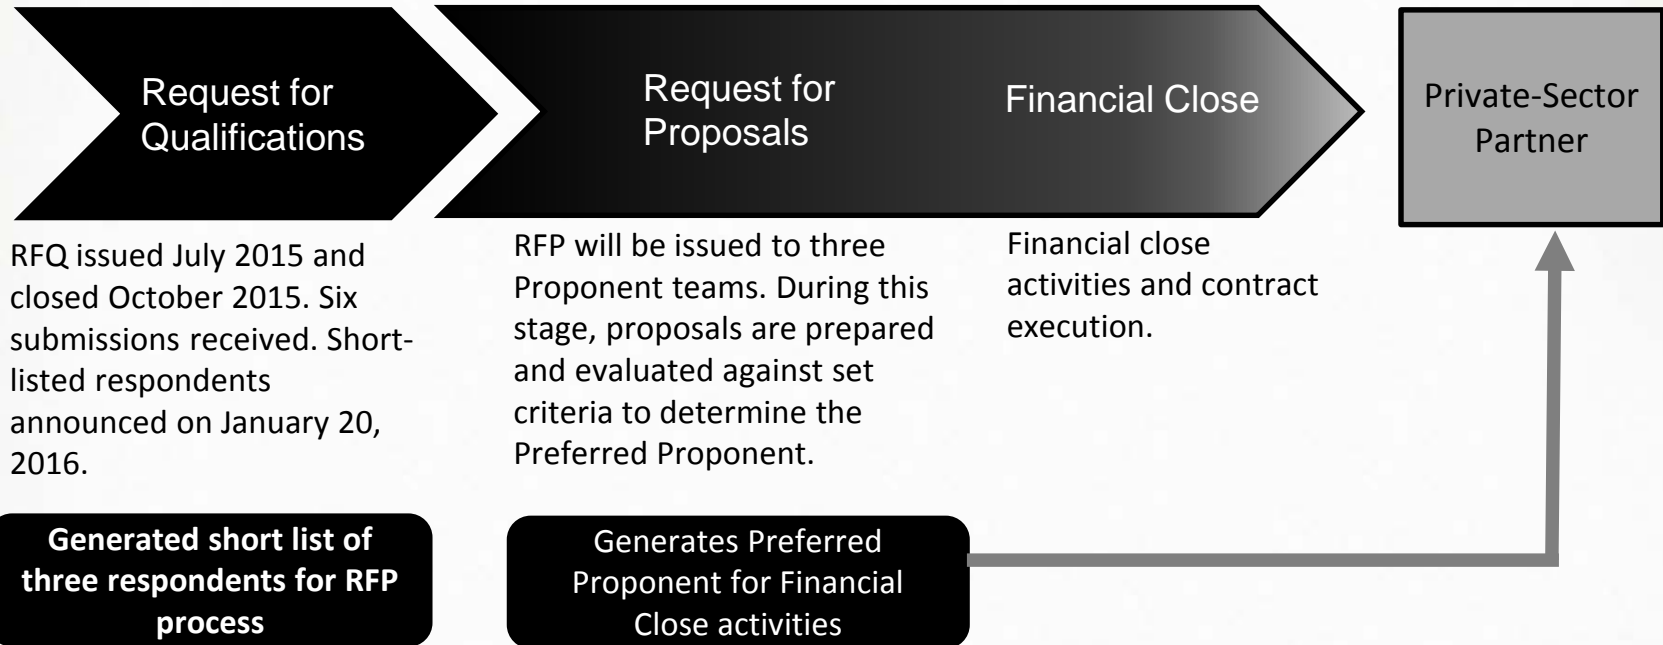 Request for
Qualifications
Request for
Proposals
Financial Close
Private-Sector
Partner
RFQ issued July 2015 and
closed October 2015. Six
submissions received. Short-
listed respondents
announced on January 20,
2016.
RFP will be issued to three
Proponent teams. During this
stage, proposals are prepared
and evaluated against set
criteria to determine the
Preferred Proponent.
Financial close
activities and contract
execution.
Generated short list of
three respondents for RFP
process
Generates Preferred
Proponent for Financial
Close activities